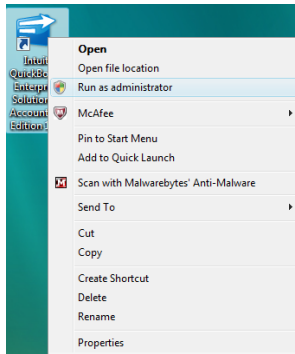 Intuit
Enterpr
Solution
Account
Edition
Open
Open file location
Run as administrator
McAfee
Pin to Start Menu
Add to Quick Launch
Scan with Malwarebytes' Anti-Malware
Send To
Cut
Copy
Create Shortcut
Delete
Rename
Properties